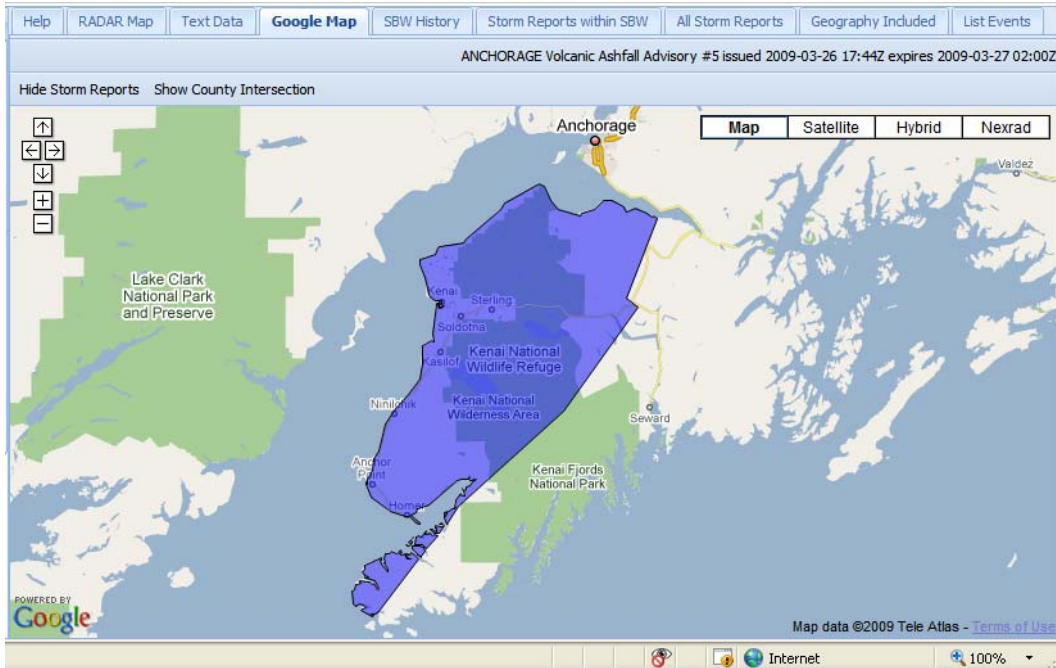 Help RADAR Map Text Data Google Map SBW History Storm Reports within SBW All Storm Reports Geography Included List Events
ANCHORAGE Volcanic Ashfall Advisory #5 issued 2009-03-26 17:44Z expires 2009-03-27 02:00Z
Hide Storm Reports Show County Intersection
Anchorage
Map Satellite Hybrid Nexrad
Valdez
Lake Clark
National Park
and Preserve
Kenai
Sterling
Soldotna
Kasilof
Kenai National
Wildlife Refuge
Ninilchik
Kenai National
Wilderness Area
Seward
Anchor
Point
Kenai Fjords
National Park
Homer
POWERED BY
Google
Map data ©2009 Tele Atlas - Terms of Use
Internet 100%